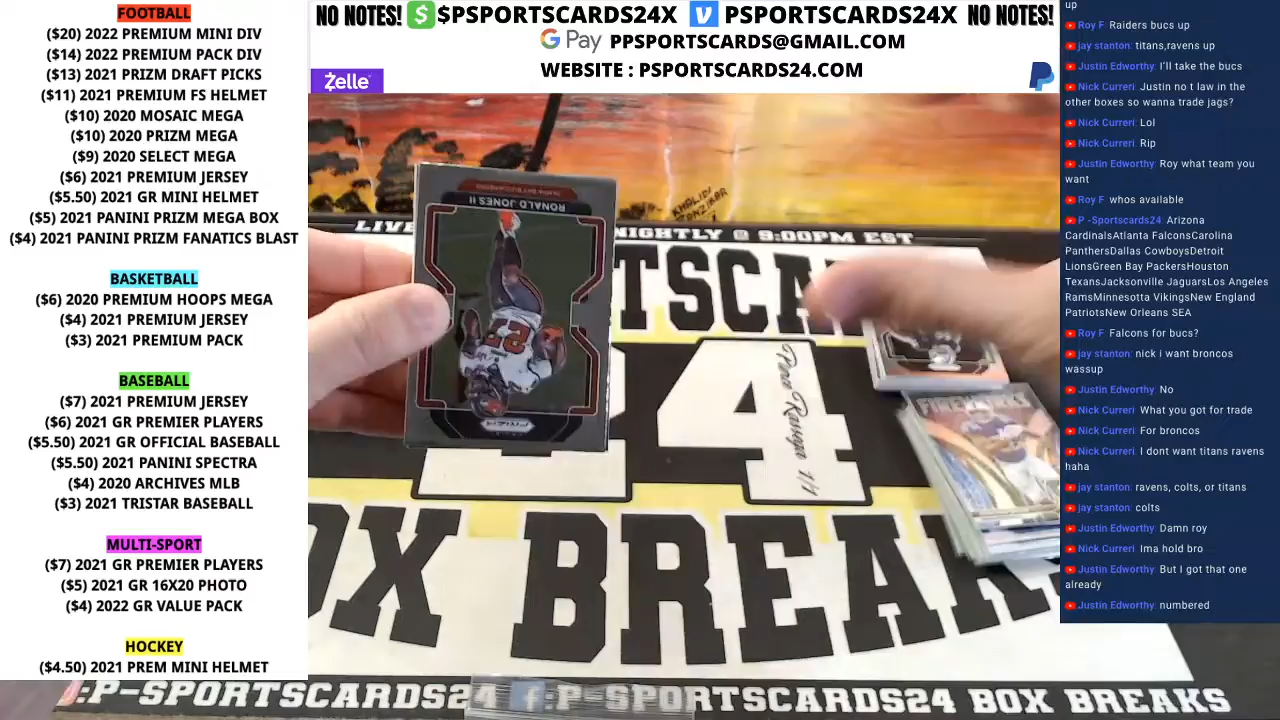 FOOTBALL
($20) 2022 PREMIUM MINI DIV
($14) 2022 PREMIUM PACK DIV
($13) 2021 PRIZM DRAFT PICKS
($11) 2021 PREMIUM FS HELMET
($10) 2020 MOSAIC MEGA
($10) 2020 PRIZM MEGA
($9) 2020 SELECT MEGA
($6) 2021 PREMIUM JERSEY
($5.50) 2021 GR MINI HELMET
($5) 2021 PANINI PRIZM MEGA BOX
($4) 2021 PANINI PRIZM FANATICS BLAST
BASKETBALL
($6) 2020 PREMIUM HOOPS MEGA
($4) 2021 PREMIUM JERSEY
($3) 2021 PREMIUM PACK
BASEBALL
($7) 2021 PREMIUM JERSEY
($6) 2021 GR PREMIER PLAYERS
($5.50) 2021 GR OFFICIAL BASEBALL
($5.50) 2021 PANINI SPECTRA
($4) 2020 ARCHIVES MLB
($3) 2021 TRISTAR BASEBALL
MULTI-SPORT
($7) 2021 GR PREMIER PLAYERS
($5) 2021 GR 16X20 PHOTO
($4) 2022 GR VALUE PACK
HOCKEY
($4.50) 2021 PREM MINI HELMET
NO NOTES! $ $PSPORTSCARDS24X V PSPORTSCARDS24X NO NOTES!
G Pay PPSPORTSCARDS@GMAIL.COM
Zelle WEBSITE : PSPORTSCARDS24.COM
LIVE
NIGHTLY @ 9:00PM EST
TAMPA BAY BUCCANEERS
RONALD JONES II
PRIZM
TSCA
4
OX BREAK
:P-SPORTSCARDS24 f:P-SPORTSCARDS24 BOX BREAKS
up
Roy F Raiders bucs up
jay stanton: titans,ravens up
Justin Edworthy: I'll take the bucs
Nick Curreri: Justin no t law in the
other boxes so wanna trade jags?
Nick Curreri: Lol
Nick Curreri: Rip
Justin Edworthy: Roy what team you
want
Roy F whos available
P -Sportscards24 Arizona
CardinalsAtlanta FalconsCarolina
PanthersDallas CowboysDetroit
LionsGreen Bay PackersHouston
TexansJacksonville JaguarsLos Angeles
RamsMinnesota VikingsNew England
PatriotsNew Orleans SEA
Roy F: Falcons for bucs?
jay stanton: nick i want broncos
wassup
Justin Edworthy: No
Nick Curreri: What you got for trade
Nick Curreri: For broncos
Nick Curreri: I dont want titans ravens
haha
jay stanton: ravens, colts, or titans
jay stanton: colts
Justin Edworthy: Damn roy
Nick Curreri: Ima hold bro
Justin Edworthy: But I got that one
already
Justin Edworthy: numbered